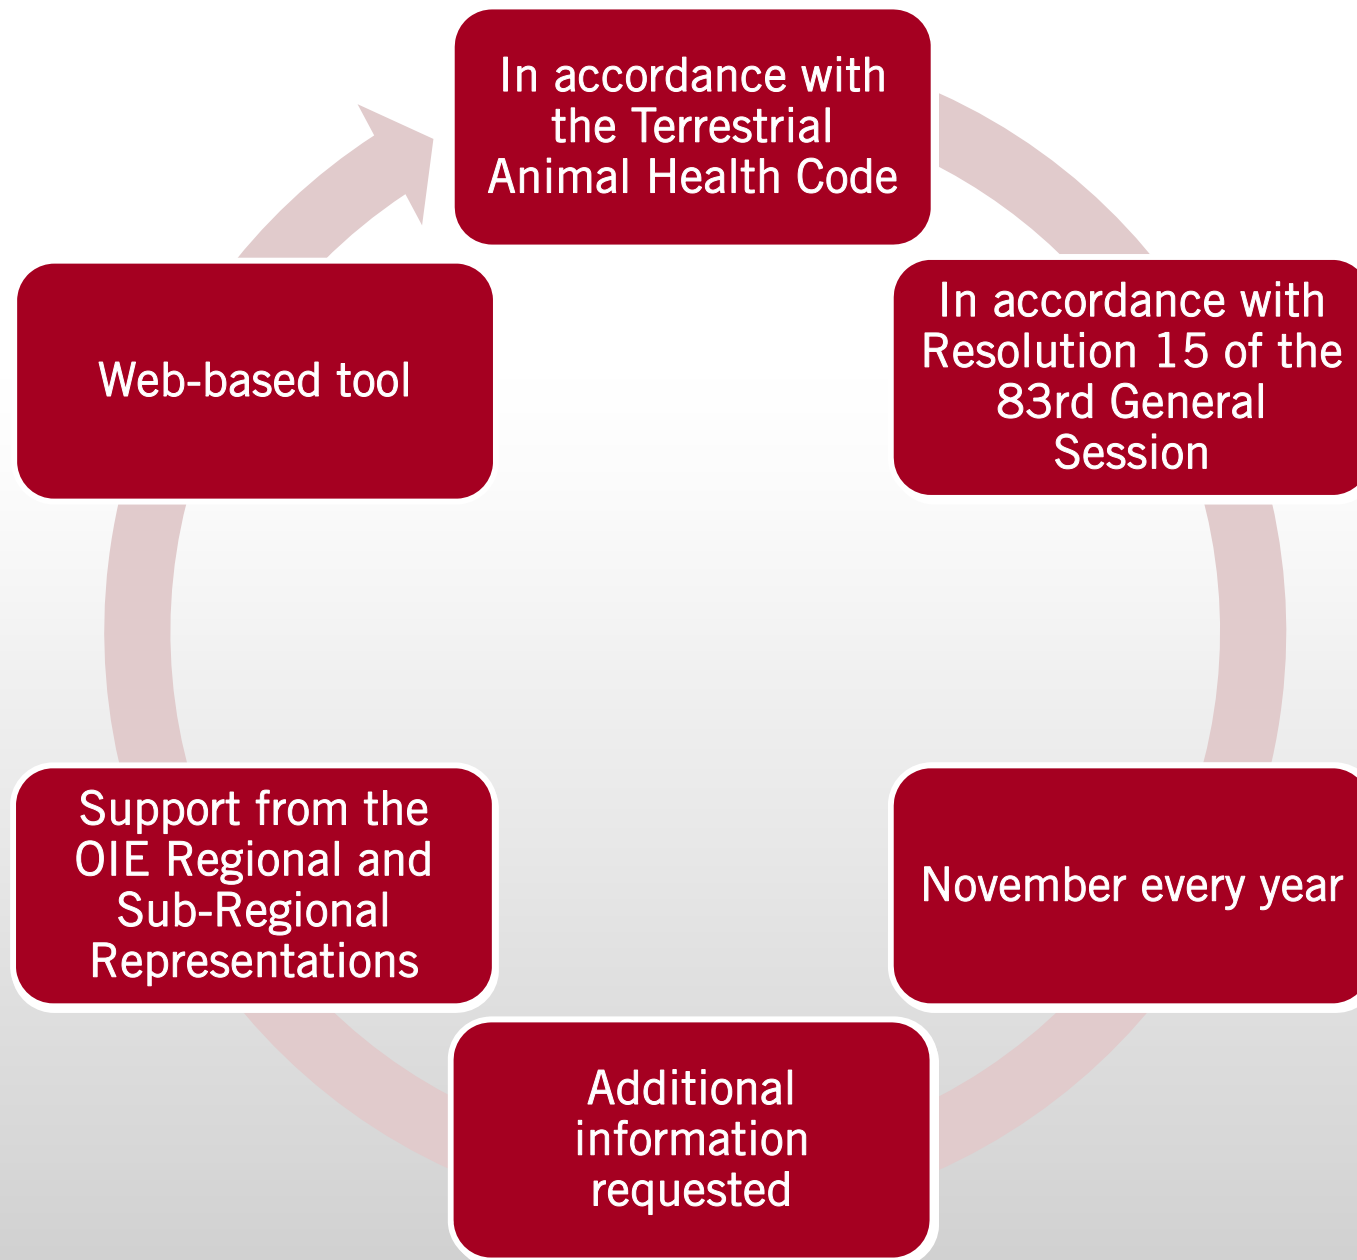 In accordance with
the Terrestrial
Animal Health Code
In accordance with
Resolution 15 of the
83rd General
Session
November every year
Additional
information
requested
Support from the
OIE Regional and
Sub-Regional
Representations
Web-based tool